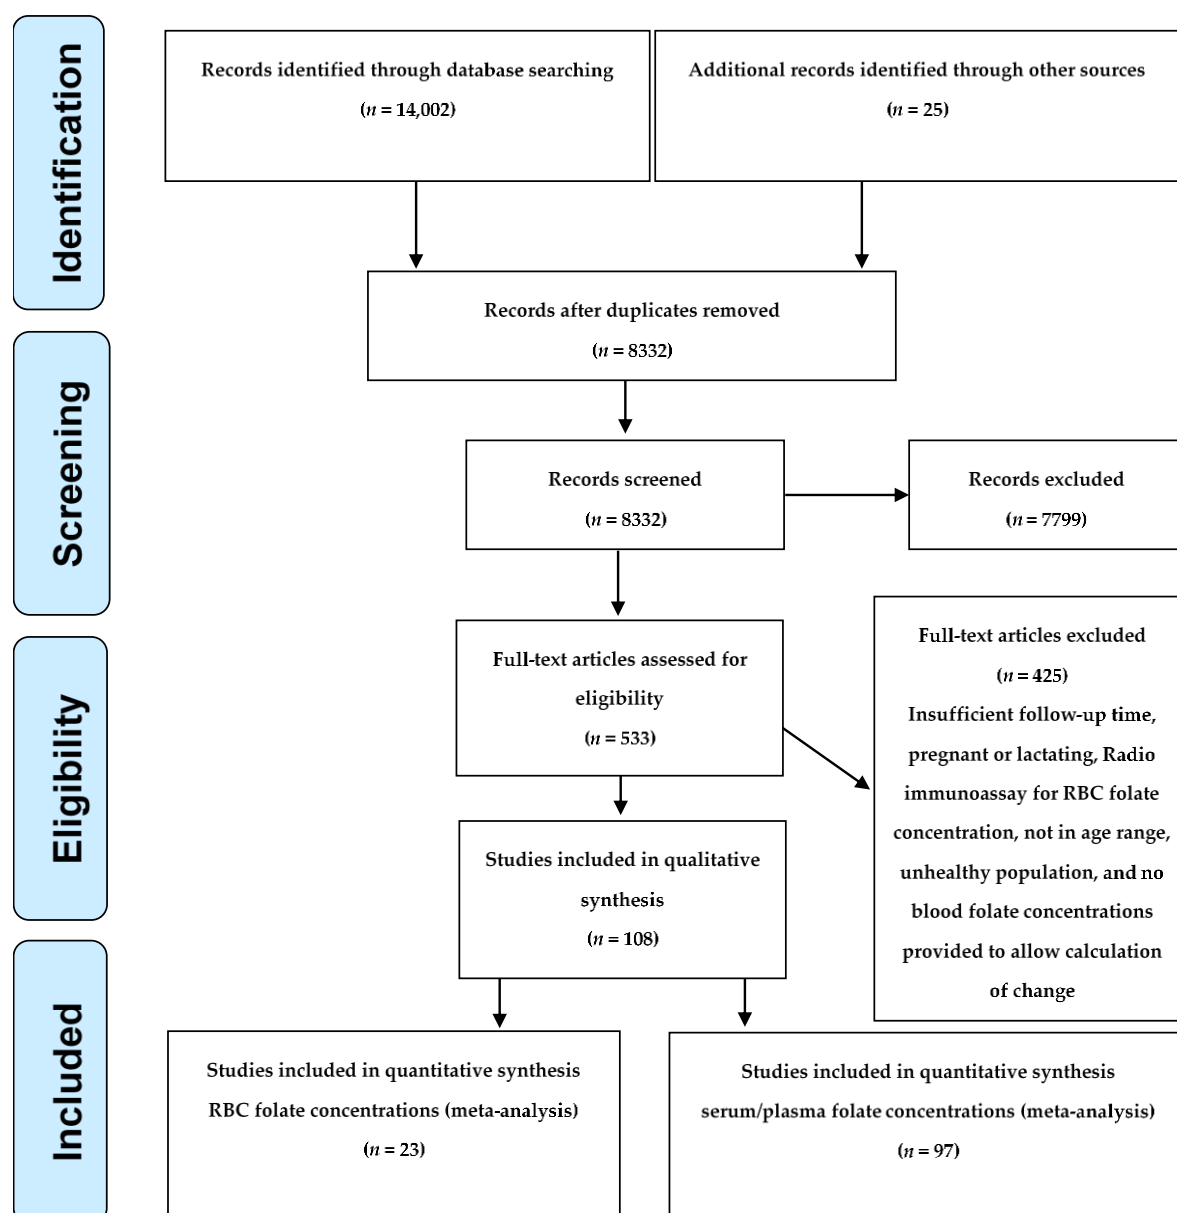 Identification
Records identified through database searching
(n = 14,002)
Additional records identified through other sources
(n = 25)
Records after duplicates removed
(n = 8332)
Screening
Records screened
(n = 8332)
Records excluded
(n = 7799)
Eligibility
Full-text articles assessed for
eligibility
(n = 533)
Full-text articles excluded
(n = 425)
Insufficient follow-up time,
pregnant or lactating, Radio
immunoassay for RBC folate
concentration, not in age range,
unhealthy population, and no
blood folate concentrations
provided to allow calculation
of change
Studies included in qualitative
synthesis
(n = 108)
Included
Studies included in quantitative synthesis
RBC folate concentrations (meta-analysis)
(n = 23)
Studies included in quantitative synthesis
serum/plasma folate concentrations (meta-analysis)
(n = 97)